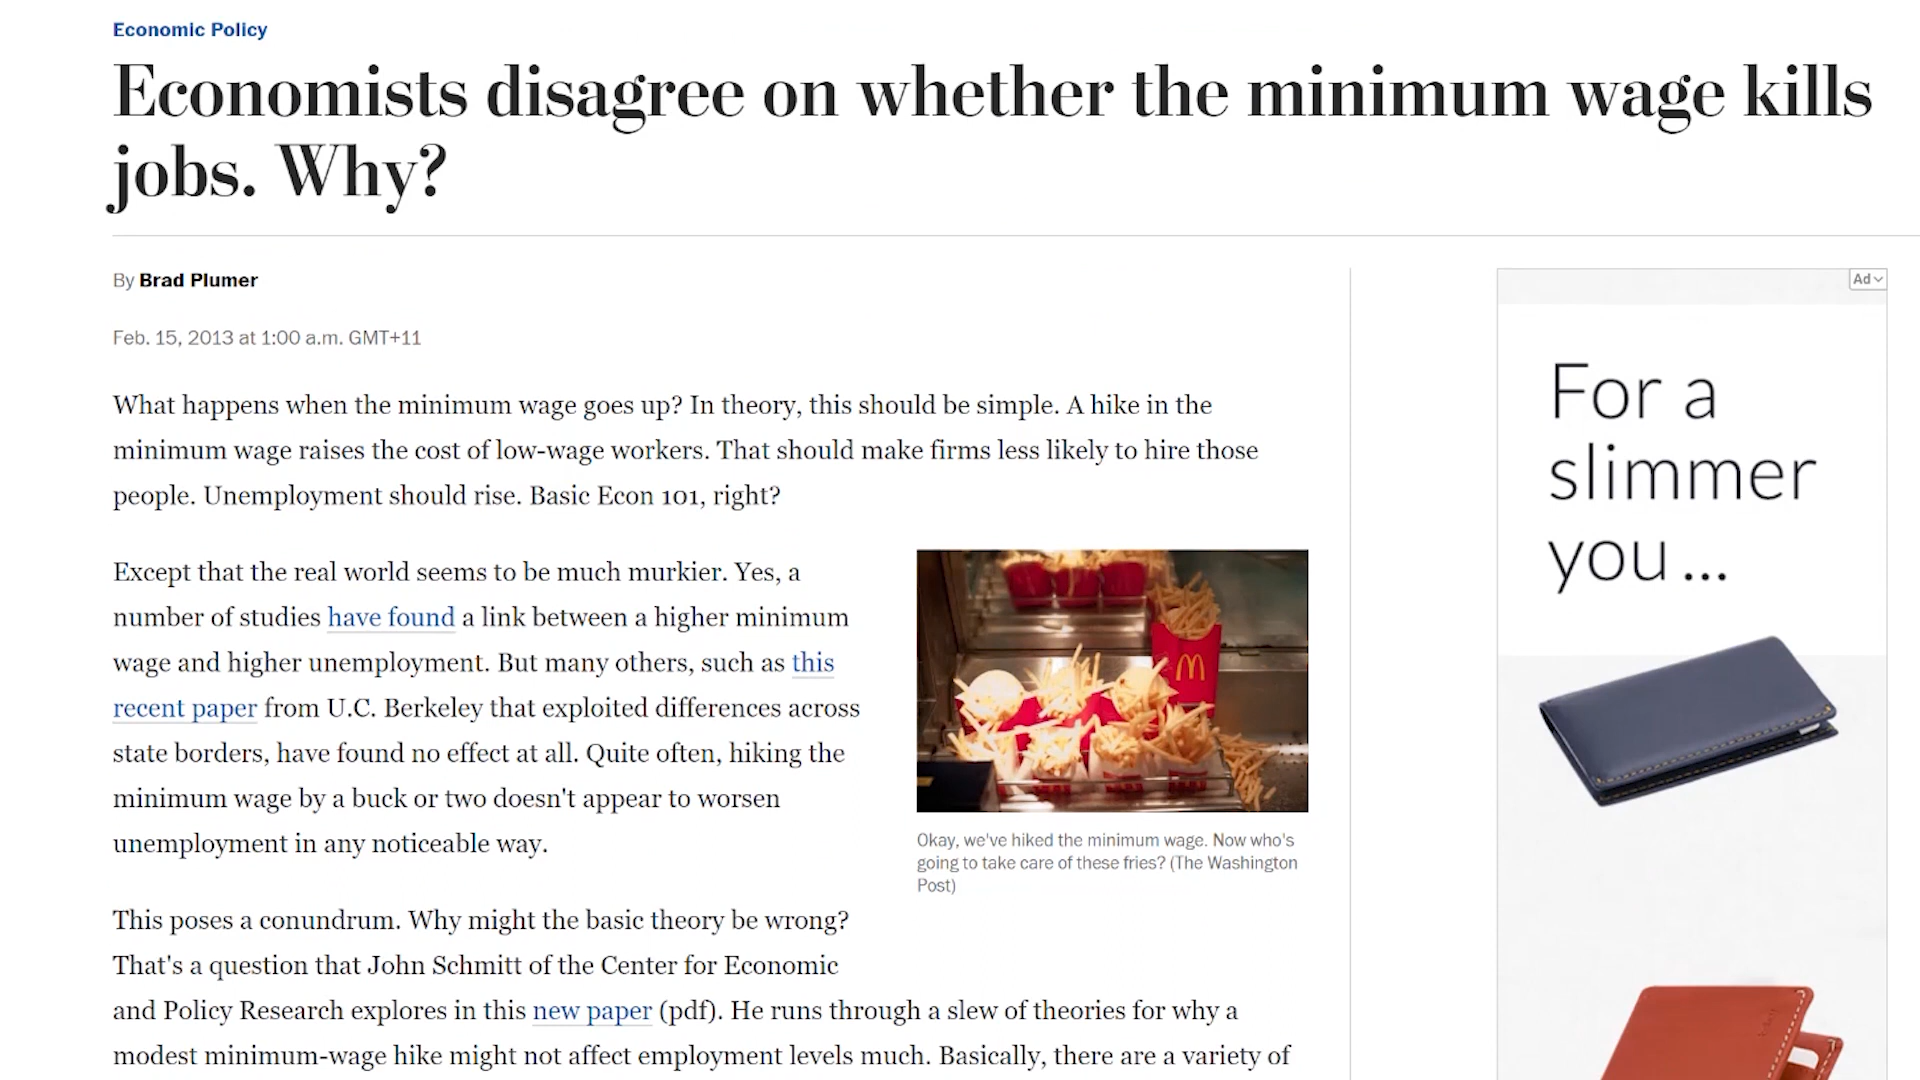 Economic Policy
Economists disagree on whether the minimum wage kills
jobs. Why?
By Brad Plumer
Feb. 15, 2013 at 1:00 a.m. GMT+11
What happens when the minimum wage goes up? In theory, this should be simple. A hike in the
minimum wage raises the cost of low-wage workers. That should make firms less likely to hire those
people. Unemployment should rise. Basic Econ 101, right?
Except that the real world seems to be much murkier. Yes, a
number of studies have found a link between a higher minimum
wage and higher unemployment. But many others, such as this
recent paper from U.C. Berkeley that exploited differences across
state borders, have found no effect at all. Quite often, hiking the
minimum wage by a buck or two doesn't appear to worsen
unemployment in any noticeable way.
Okay, we've hiked the minimum wage. Now who's
going to take care of these fries? (The Washington
Post)
This poses a conundrum. Why might the basic theory be wrong?
That's a question that John Schmitt of the Center for Economic
and Policy Research explores in this new paper (pdf). He runs through a slew of theories for why a
modest minimum-wage hike might not affect employment levels much. Basically, there are a variety of
Ad
For a
slimmer
you...